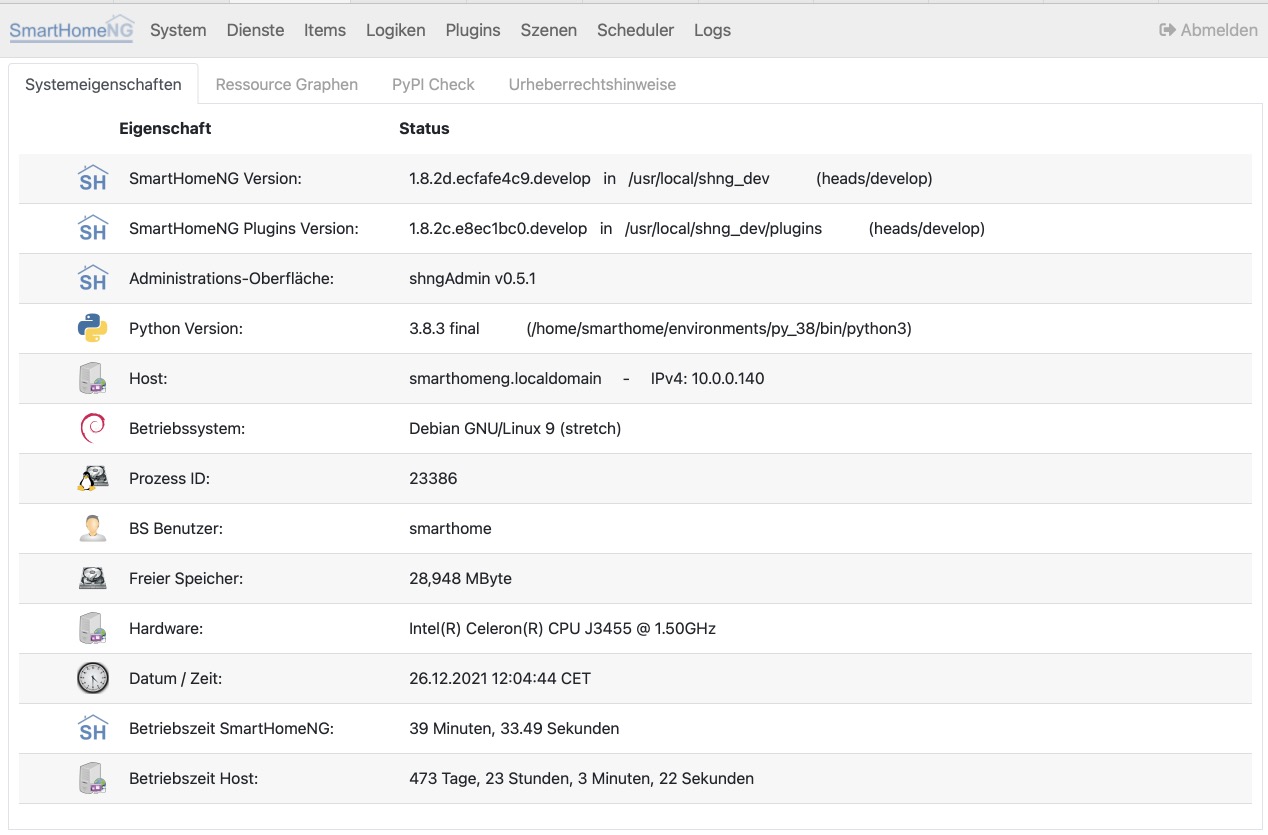 SmartHomeNG System Dienste Items Logiken Plugins Szenen Scheduler Logs Abmelden
Systemeigenschaften Ressource Graphen PyPI Check Urheberrechtshinweise
Eigenschaft Status
SH SmartHomeNG Version: 1.8.2d.ecfafe4c9.develop in /usr/local/shng_dev (heads/develop)
SH SmartHomeNG Plugins Version: 1.8.2c.e8ec1bc0.develop in /usr/local/shng_dev/plugins (heads/develop)
SH Administrations-Oberfläche: shngAdmin v0.5.1
Python Version: 3.8.3 final (/home/smarthome/environments/py_38/bin/python3)
Host: smarthomeng.localdomain - IPv4: 10.0.0.140
Betriebssystem: Debian GNU/Linux 9 (stretch)
Prozess ID: 23386
BS Benutzer: smarthome
Freier Speicher: 28,948 MByte
Hardware: Intel(R) Celeron(R) CPU J3455 @ 1.50GHz
Datum / Zeit: 26.12.2021 12:04:44 CET
SH Betriebszeit SmartHomeNG: 39 Minuten, 33.49 Sekunden
Betriebszeit Host: 473 Tage, 23 Stunden, 3 Minuten, 22 Sekunden